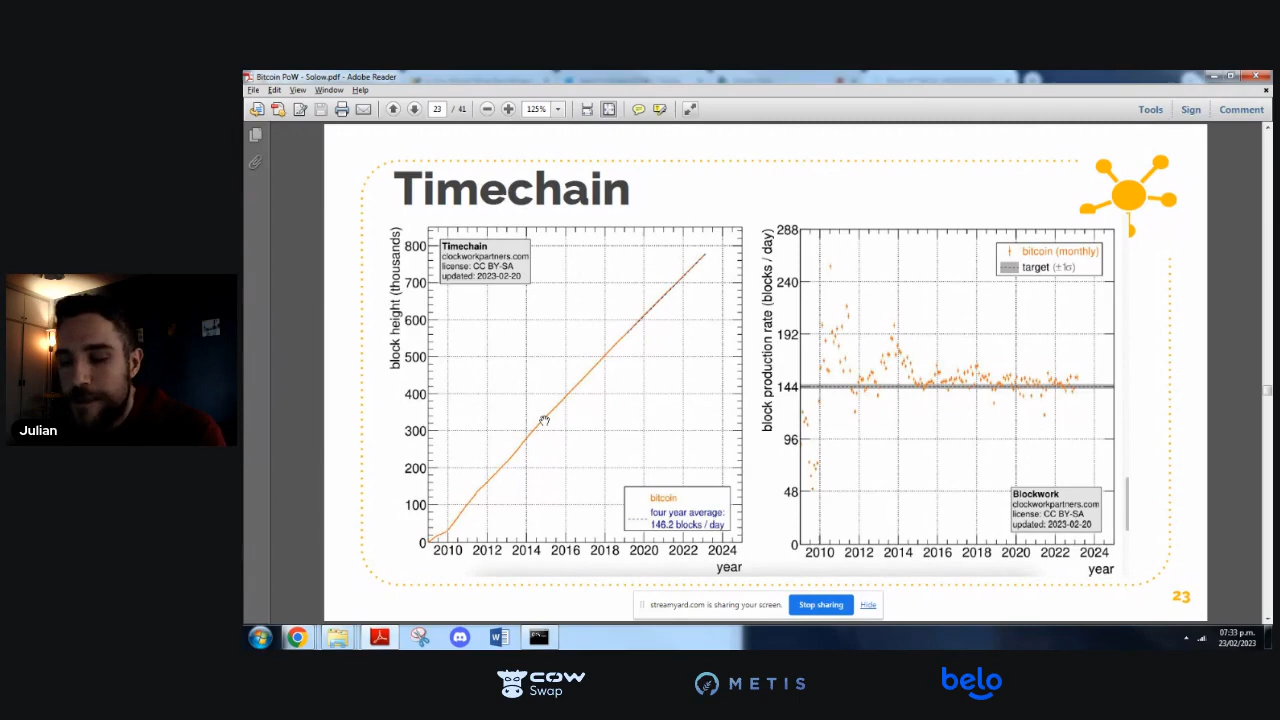 Bitcoin PoW - Solow.pdf - Adobe Reader
File Edit View Window Help
23 / 41 125% Tools Sign Comment
Timechain
block height (thousands)
800
700
600
500
400
300
200
100
0
2010 2012 2014 2016 2018 2020 2022 2024
year
Timechain
clockworkpartners.com
license: CC BY-SA
updated: 2023-02-20
bitcoin
four year average:
146.2 blocks / day
block production rate (blocks / day)
288
240
192
144
96
48
0
2010 2012 2014 2016 2018 2020 2022 2024
year
bitcoin (monthly)
target (±1σ)
Blockwork
clockworkpartners.com
license: CC BY-SA
updated: 2023-02-20
23
streamyard.com is sharing your screen. Stop sharing Hide
07:33 p.m.
23/02/2023
Julian
COW
Swap
METIS
belo